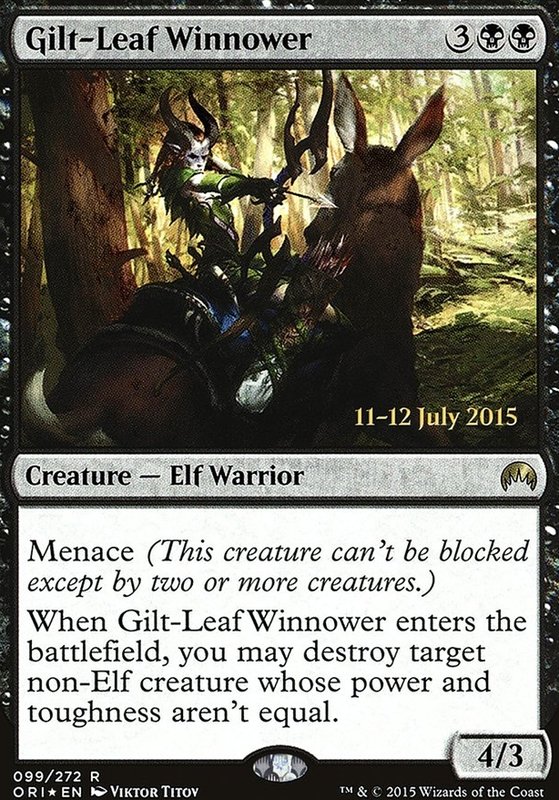 Gilt-Leaf Winnower 3
11–12 July 2015
Creature — Elf Warrior
Menace (This creature can't be blocked
except by two or more creatures.)
When Gilt-Leaf Winnower enters the
battlefield, you may destroy target
non-Elf creature whose power and
toughness aren't equal.
4/3
099/272 R
ORI★EN Viktor Titov
™ & © 2015 Wizards of the Coast